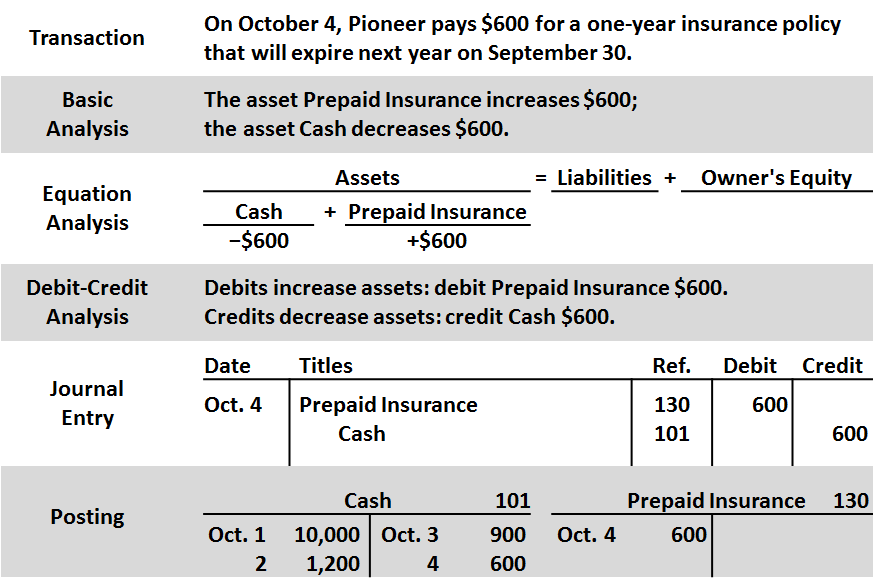 Transaction
On October 4, Pioneer pays $600 for a one-year insurance policy
that will expire next year on September 30.
Basic
Analysis
The asset Prepaid Insurance increases $600;
the asset Cash decreases $600.
Equation
Analysis
Assets = Liabilities + Owner's Equity
Cash + Prepaid Insurance
−$600 +$600
Debit-Credit
Analysis
Debits increase assets: debit Prepaid Insurance $600.
Credits decrease assets: credit Cash $600.
Journal
Entry
Date Titles Ref. Debit Credit
Oct. 4 Prepaid Insurance 130 600
Cash 101 600
Posting
Cash 101 Prepaid Insurance 130
Oct. 1 10,000 Oct. 3 900 Oct. 4 600
2 1,200 4 600